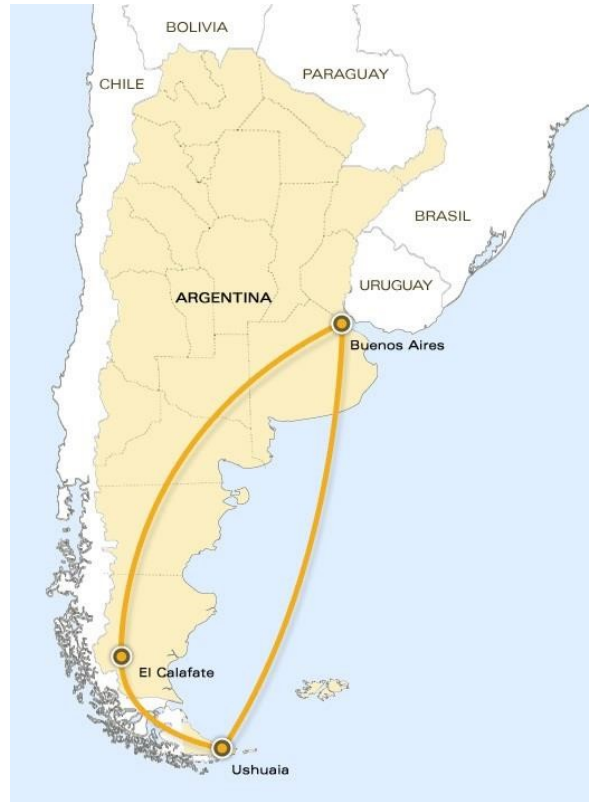 BOLIVIA
PARAGUAY
CHILE
BRASIL
URUGUAY
ARGENTINA
Buenos Aires
El Calafate
Ushuaia